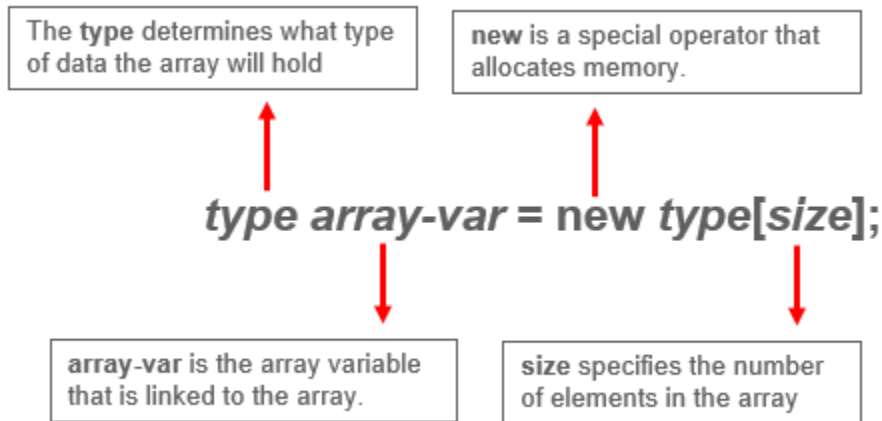 The type determines what type
of data the array will hold
new is a special operator that
allocates memory.
type array-var = new type[size];
array-var is the array variable
that is linked to the array.
size specifies the number
of elements in the array